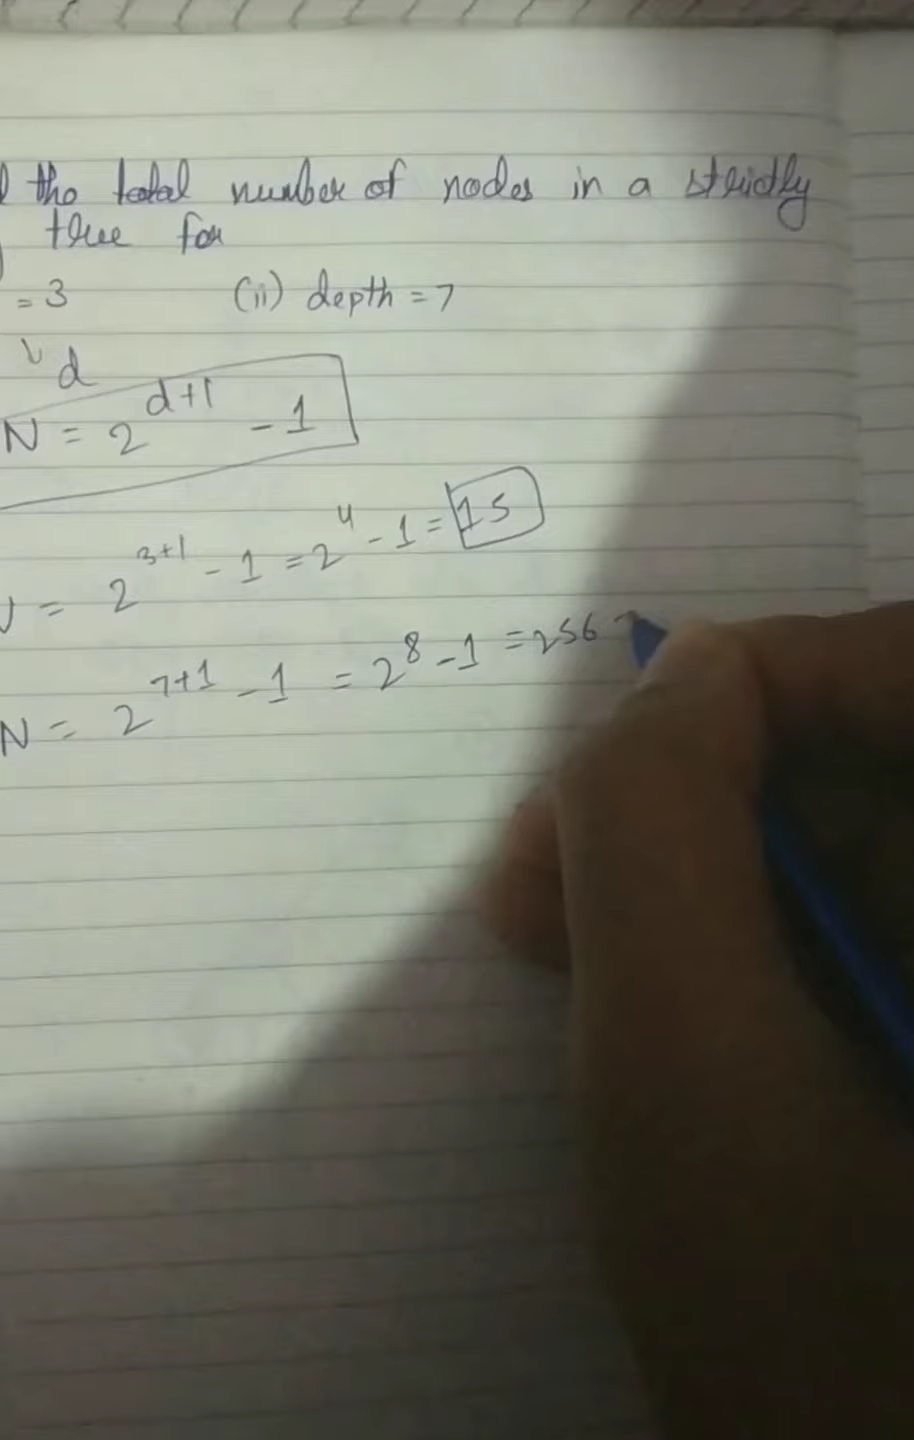 the total number of nodes in a strictly
tree for
= 3 (ii) depth = 7
d
N = 2^{d+1} - 1
= 2^{3+1} - 1 = 2^4 - 1 = 15
N = 2^{7+1} - 1 = 2^8 - 1 = 256